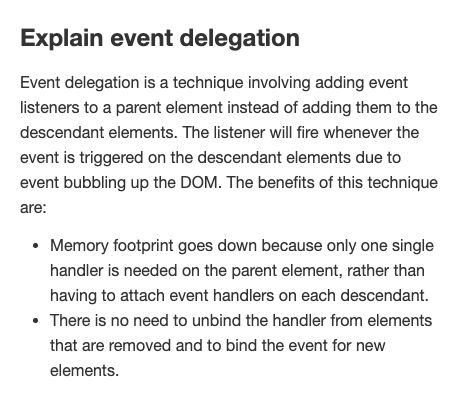 Explain event delegation
Event delegation is a technique involving adding event
listeners to a parent element instead of adding them to the
descendant elements. The listener will fire whenever the
event is triggered on the descendant elements due to
event bubbling up the DOM. The benefits of this technique
are:
• Memory footprint goes down because only one single
handler is needed on the parent element, rather than
having to attach event handlers on each descendant.
• There is no need to unbind the handler from elements
that are removed and to bind the event for new
elements.